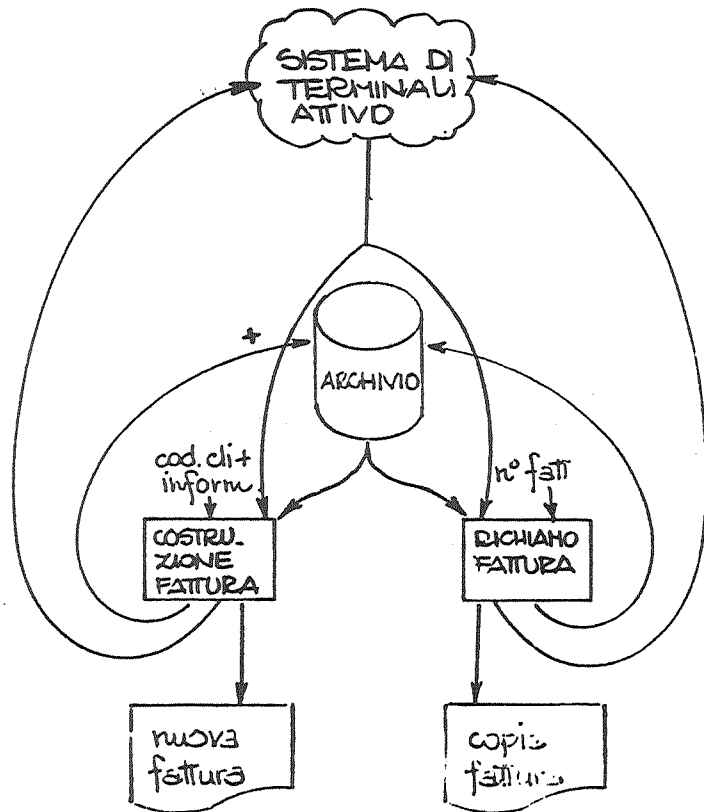 SISTEMA DI
TERMINALI
ATTIVO
+
ARCHIVIO
cod. cli+
inform.
n° fatt
COSTRU-
ZIONE
FATTURA
RICHIAMO
FATTURA
nuova
fattura
copia
fattura